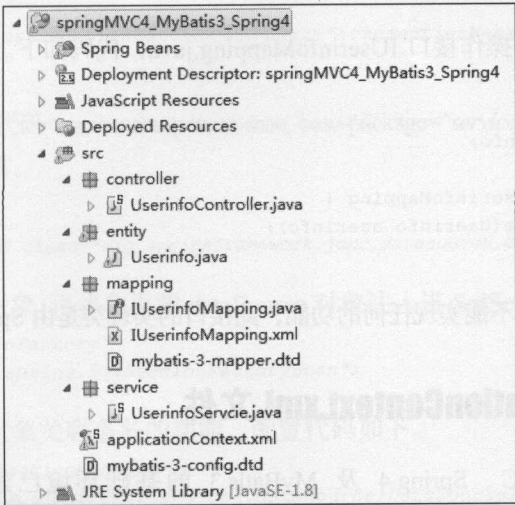 springMVC4_MyBatis3_Spring4
Spring Beans
Deployment Descriptor: springMVC4_MyBatis3_Spring4
JavaScript Resources
Deployed Resources
src
controller
UserinfoController.java
entity
Userinfo.java
mapping
IUserinfoMapping.java
IUserinfoMapping.xml
mybatis-3-mapper.dtd
service
UserinfoServcie.java
applicationContext.xml
mybatis-3-config.dtd
JRE System Library [JavaSE-1.8]